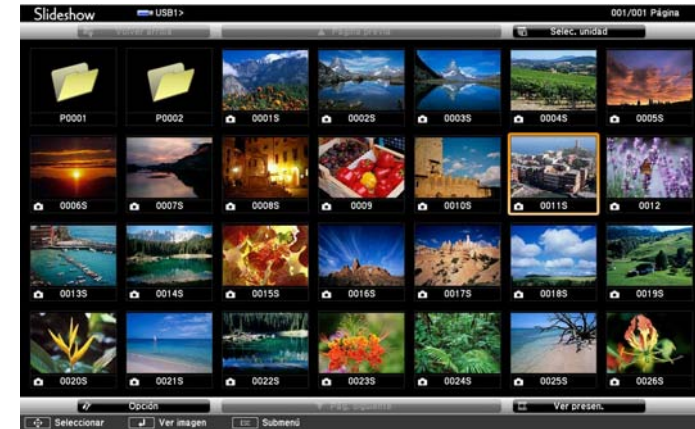 Slideshow USB1> 001/001 Página
Volver arriba ▲ Página previa Selec. unidad
P0001 P0002 0001S 0002S 0003S 0004S 0005S
0006S 0007S 0008S 0009 0010S 0011S 0012
0013S 0014S 0015S 0016S 0017S 0018S 0019S
0020S 0021S 0022S 0023S 0024S 0025S 0026S
Opción ▼ Pág. siguiente Ver presen.
Seleccionar Ver imagen Esc Submenú